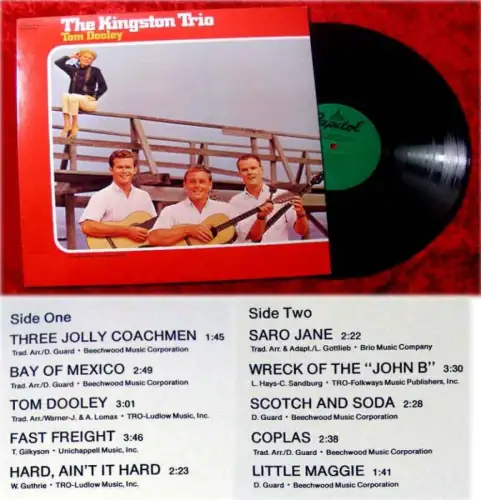 The Kingston Trio
Tom Dooley
Capitol
Side One
THREE JOLLY COACHMEN 1:45
Trad. Arr./D. Guard • Beechwood Music Corporation
BAY OF MEXICO 2:49
Trad. Arr./D. Guard • Beechwood Music Corporation
TOM DOOLEY 3:01
Trad. Arr./Warner-J. & A. Lomax • TRO-Ludlow Music, Inc.
FAST FREIGHT 3:46
T. Gilkyson • Unichappell Music, Inc.
HARD, AIN'T IT HARD 2:23
W. Guthrie • TRO-Ludlow Music, Inc.
Side Two
SARO JANE 2:22
Trad. Arr. & Adapt./L. Gottlieb • Brio Music Company
WRECK OF THE "JOHN B" 3:30
L. Hays-C. Sandburg • TRO-Folkways Music Publishers, Inc.
SCOTCH AND SODA 2:28
D. Guard • Beechwood Music Corporation
COPLAS 2:38
Trad. Arr./D. Guard • Beechwood Music Corporation
LITTLE MAGGIE 1:41
D. Guard • Beechwood Music Corporation